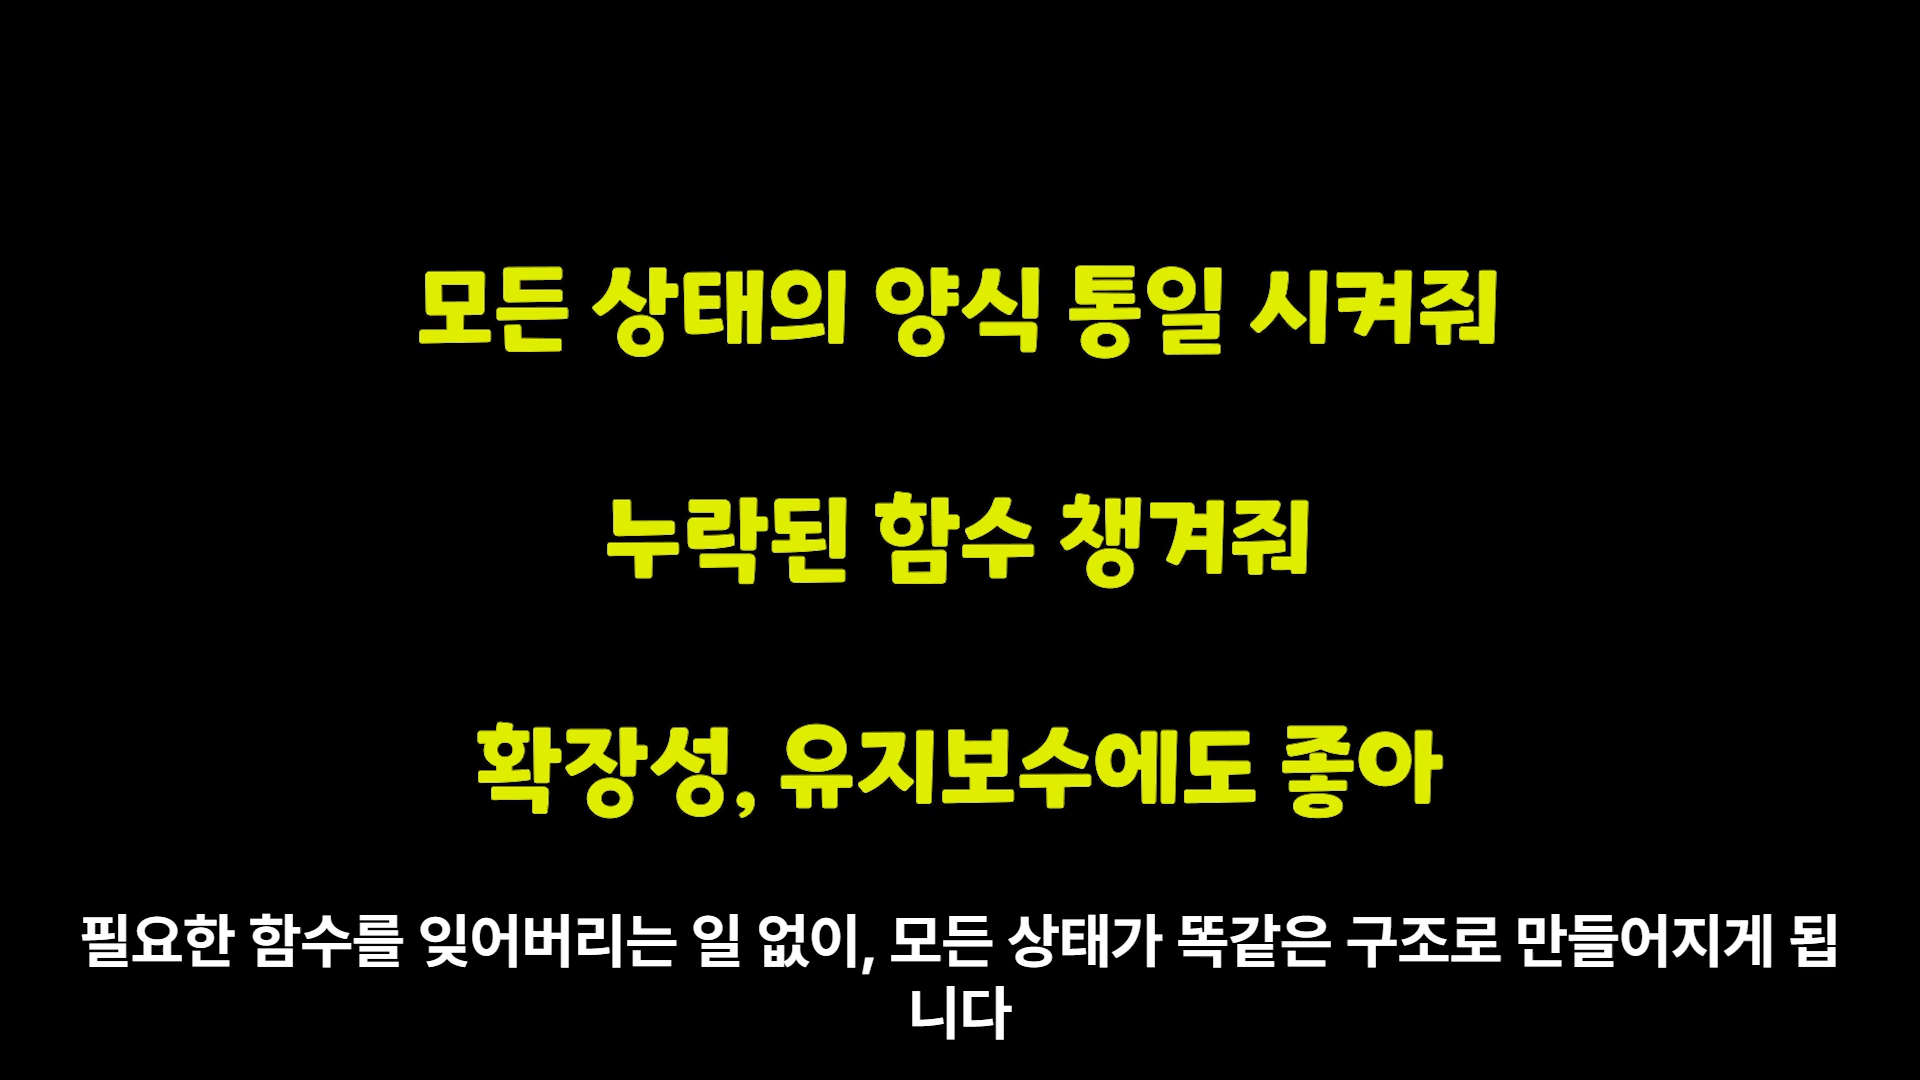 모든 상태의 양식 통일 시켜줘
누락된 함수 챙겨줘
확장성, 유지보수에도 좋아
필요한 함수를 잊어버리는 일 없이, 모든 상태가 똑같은 구조로 만들어지게 됩
니다